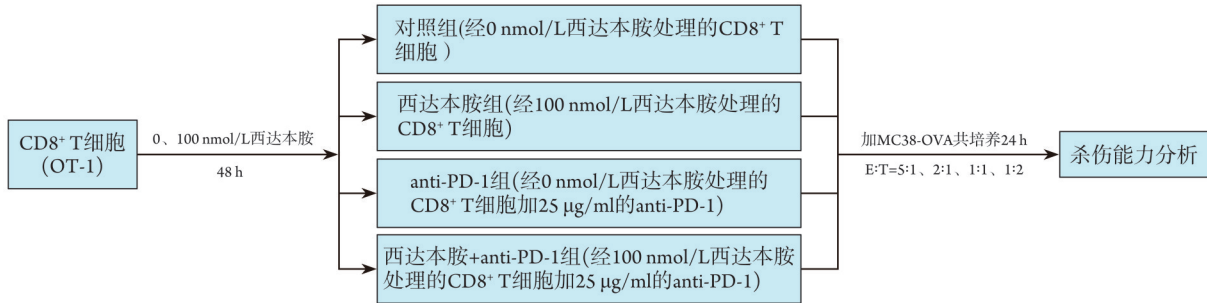 CD8⁺ T细胞
(OT-1)
0、100 nmol/L西达本胺
48 h
对照组(经0 nmol/L西达本胺处理的CD8⁺ T
细胞 )
西达本胺组(经100 nmol/L西达本胺处理的
CD8⁺ T细胞)
anti-PD-1组(经0 nmol/L西达本胺处理的
CD8⁺ T细胞加25 μg/ml的anti-PD-1)
西达本胺+anti-PD-1组(经100 nmol/L西达本胺
处理的CD8⁺ T细胞加25 μg/ml的anti-PD-1)
加MC38-OVA共培养24 h
E∶T=5∶1、2∶1、1∶1、1∶2
杀伤能力分析